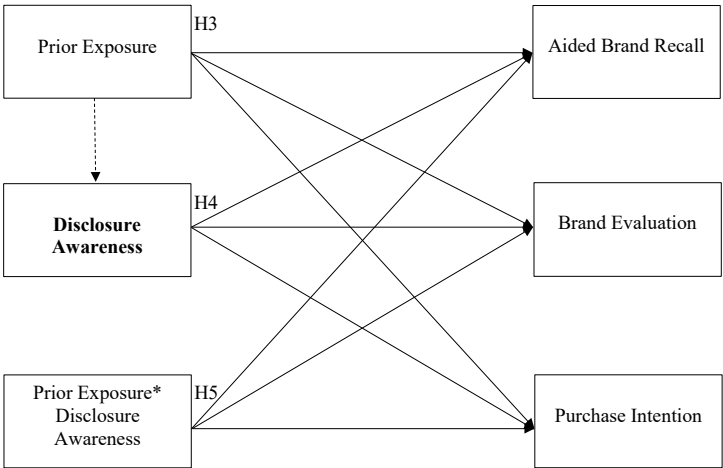 H3
Prior Exposure
Aided Brand Recall
H4
Disclosure
Awareness
Brand Evaluation
H5
Prior Exposure*
Disclosure
Awareness
Purchase Intention